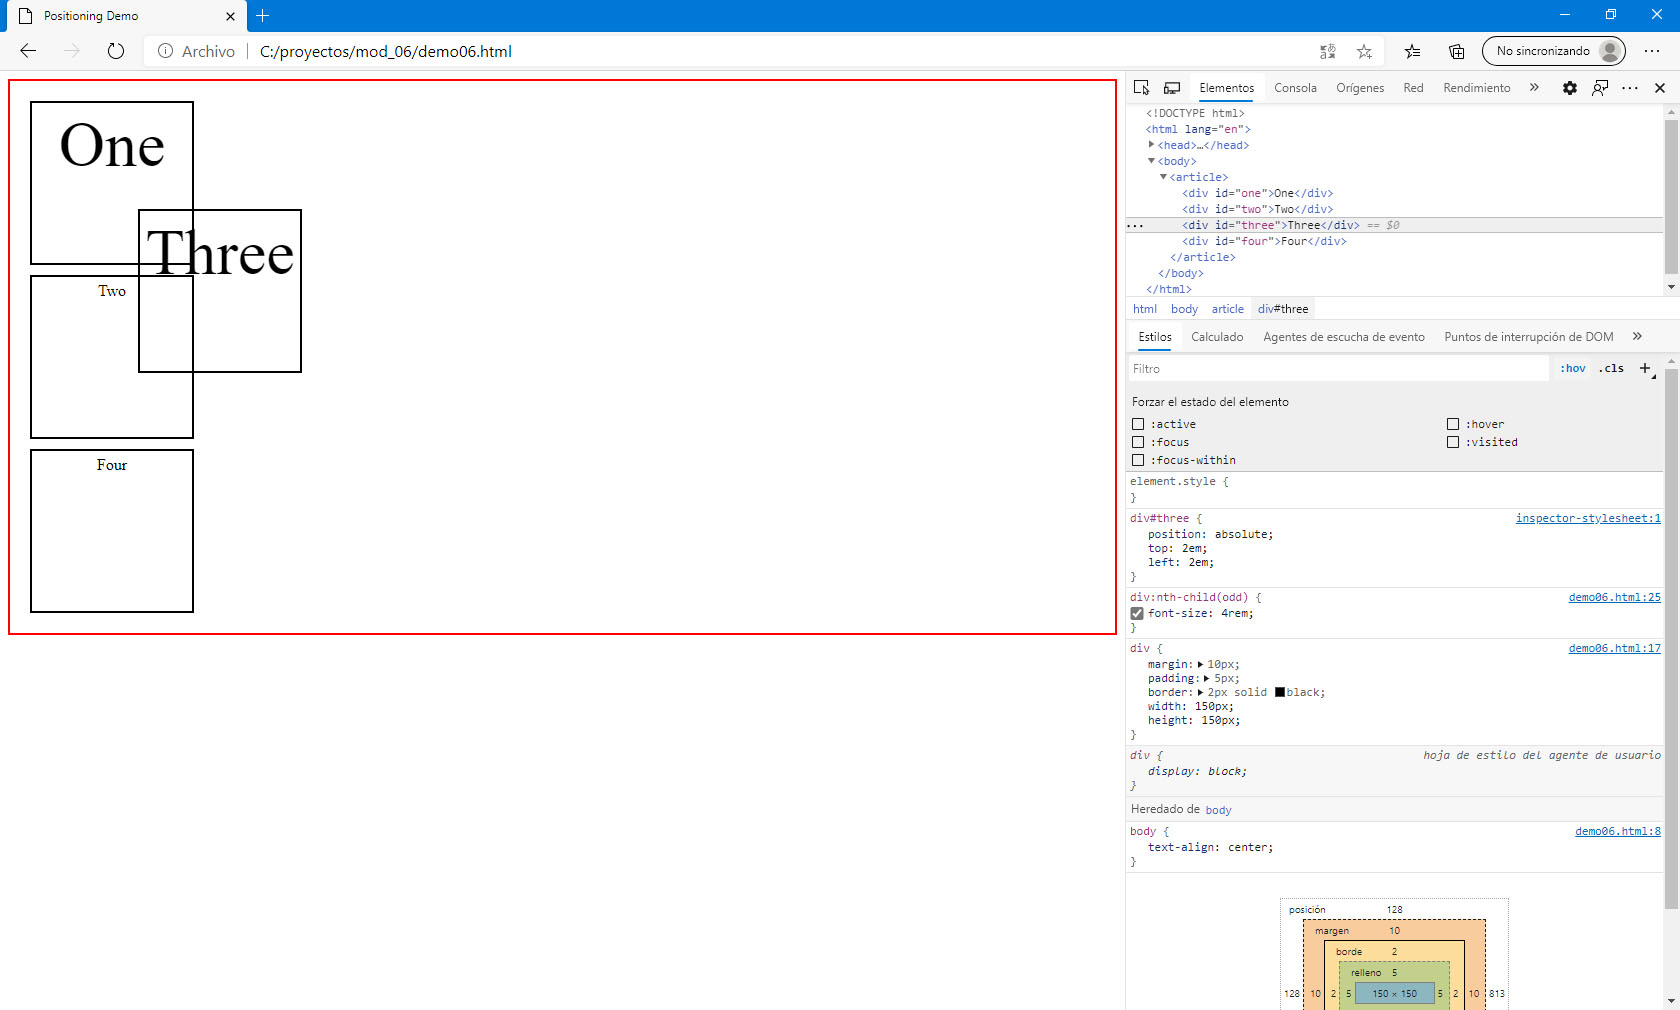 Positioning Demo
Archivo C:/proyectos/mod_06/demo06.html No sincronizando
One
Three
Two
Four
Elementos Consola Orígenes Red Rendimiento
<!DOCTYPE html>
<html lang="en">
<head>…</head>
<body>
<article>
<div id="one">One</div>
<div id="two">Two</div>
<div id="three">Three</div> == $0
<div id="four">Four</div>
</article>
</body>
</html>
html body article div#three
Estilos Calculado Agentes de escucha de evento Puntos de interrupción de DOM
Filtro :hov .cls
Forzar el estado del elemento
:active :hover
:focus :visited
:focus-within
element.style {
}
div#three { inspector-stylesheet:1
position: absolute;
top: 2em;
left: 2em;
}
div:nth-child(odd) { demo06.html:25
font-size: 4rem;
}
div { demo06.html:17
margin: 10px;
padding: 5px;
border: 2px solid black;
width: 150px;
height: 150px;
}
div { hoja de estilo del agente de usuario
display: block;
}
Heredado de body
body { demo06.html:8
text-align: center;
}
posición 128
margen 10
borde 2
relleno 5
128 10 2 5 150 × 150 5 2 10 813